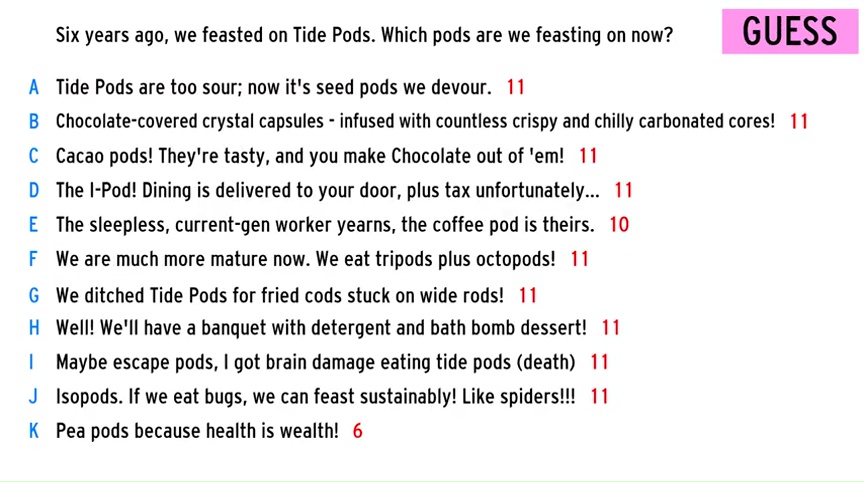 Six years ago, we feasted on Tide Pods. Which pods are we feasting on now?
GUESS
A Tide Pods are too sour; now it's seed pods we devour. 11
B Chocolate-covered crystal capsules - infused with countless crispy and chilly carbonated cores! 11
C Cacao pods! They're tasty, and you make Chocolate out of 'em! 11
D The I-Pod! Dining is delivered to your door, plus tax unfortunately... 11
E The sleepless, current-gen worker yearns, the coffee pod is theirs. 10
F We are much more mature now. We eat tripods plus octopods! 11
G We ditched Tide Pods for fried cods stuck on wide rods! 11
H Well! We'll have a banquet with detergent and bath bomb dessert! 11
I Maybe escape pods, I got brain damage eating tide pods (death) 11
J Isopods. If we eat bugs, we can feast sustainably! Like spiders!!! 11
K Pea pods because health is wealth! 6